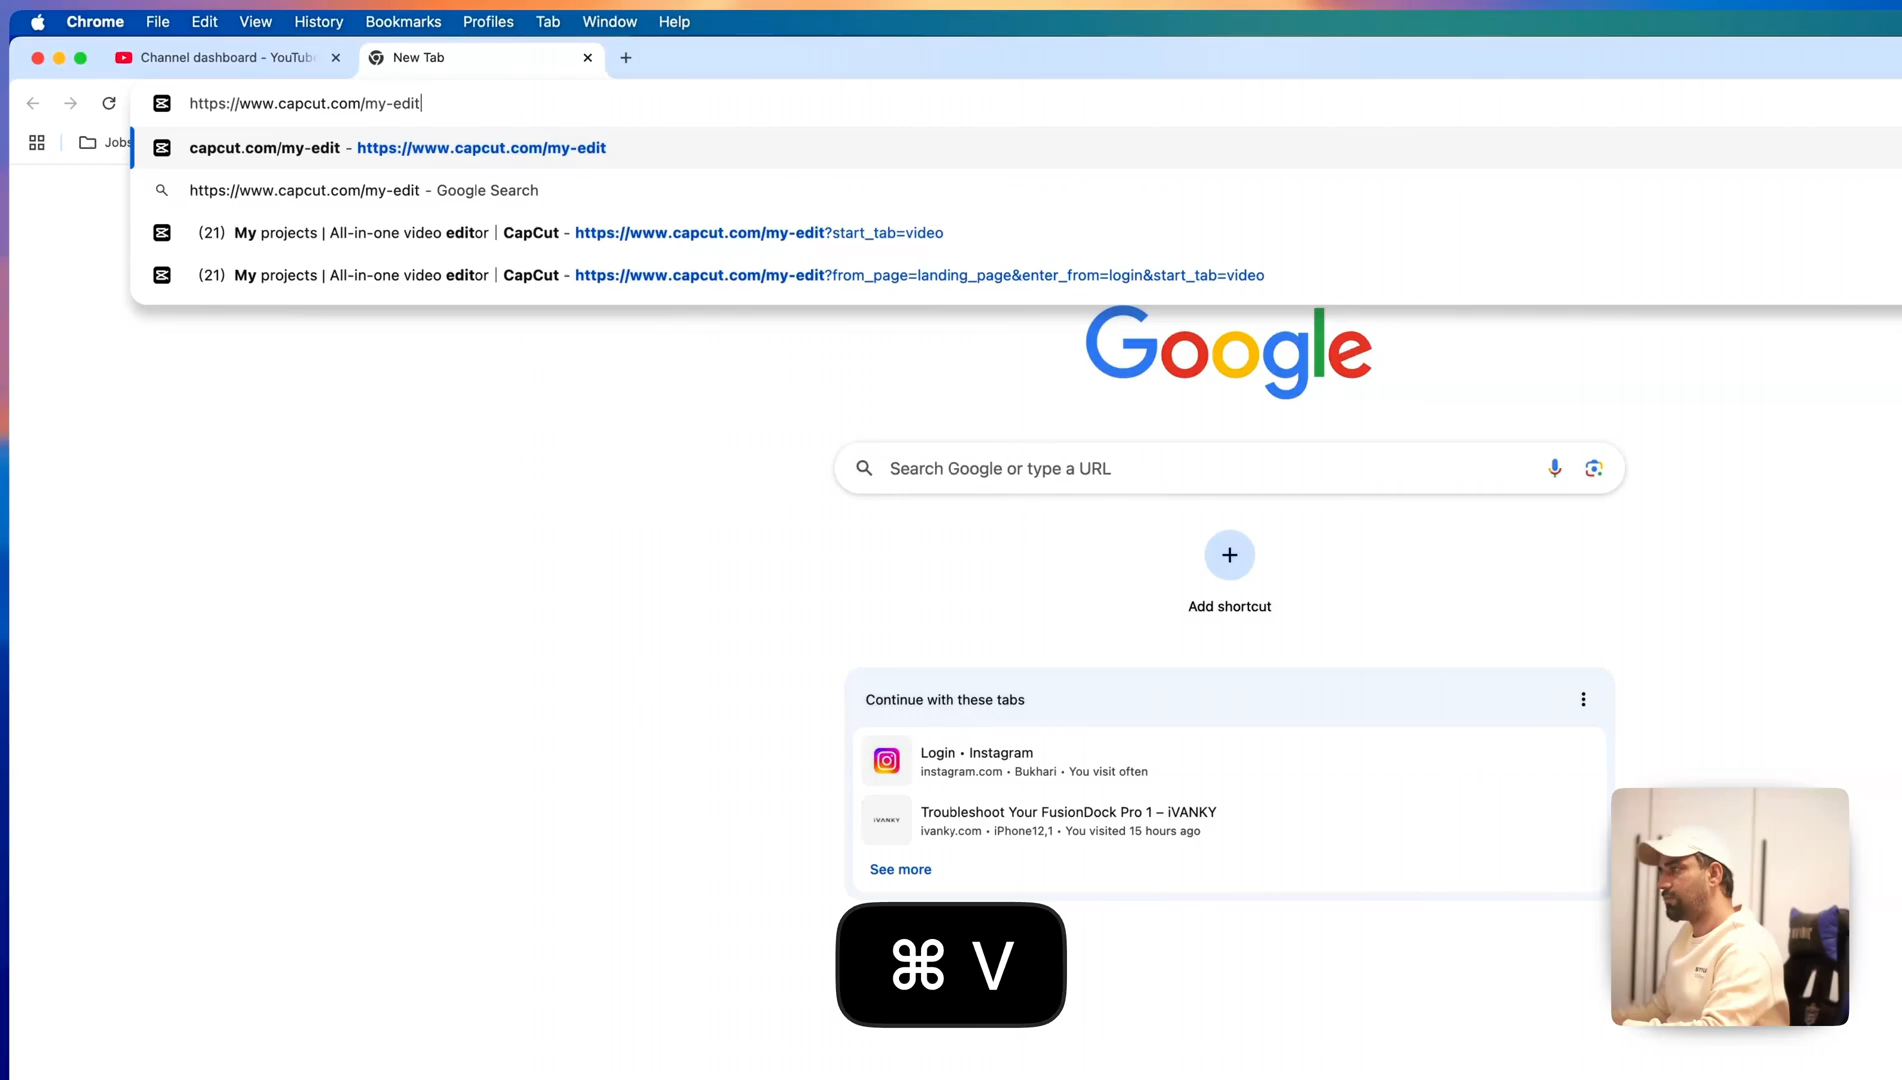 Chrome File Edit View History Bookmarks Profiles Tab Window Help
Channel dashboard - YouTube
New Tab
https://www.capcut.com/my-edit
Jobs
capcut.com/my-edit - https://www.capcut.com/my-edit
https://www.capcut.com/my-edit - Google Search
(21) My projects | All-in-one video editor | CapCut - https://www.capcut.com/my-edit?start_tab=video
(21) My projects | All-in-one video editor | CapCut - https://www.capcut.com/my-edit?from_page=landing_page&enter_from=login&start_tab=video
Google
Search Google or type a URL
Add shortcut
Continue with these tabs
Login • Instagram
instagram.com • Bukhari • You visit often
iVANKY
Troubleshoot Your FusionDock Pro 1 – iVANKY
ivanky.com • iPhone12,1 • You visited 15 hours ago
See more
⌘ V